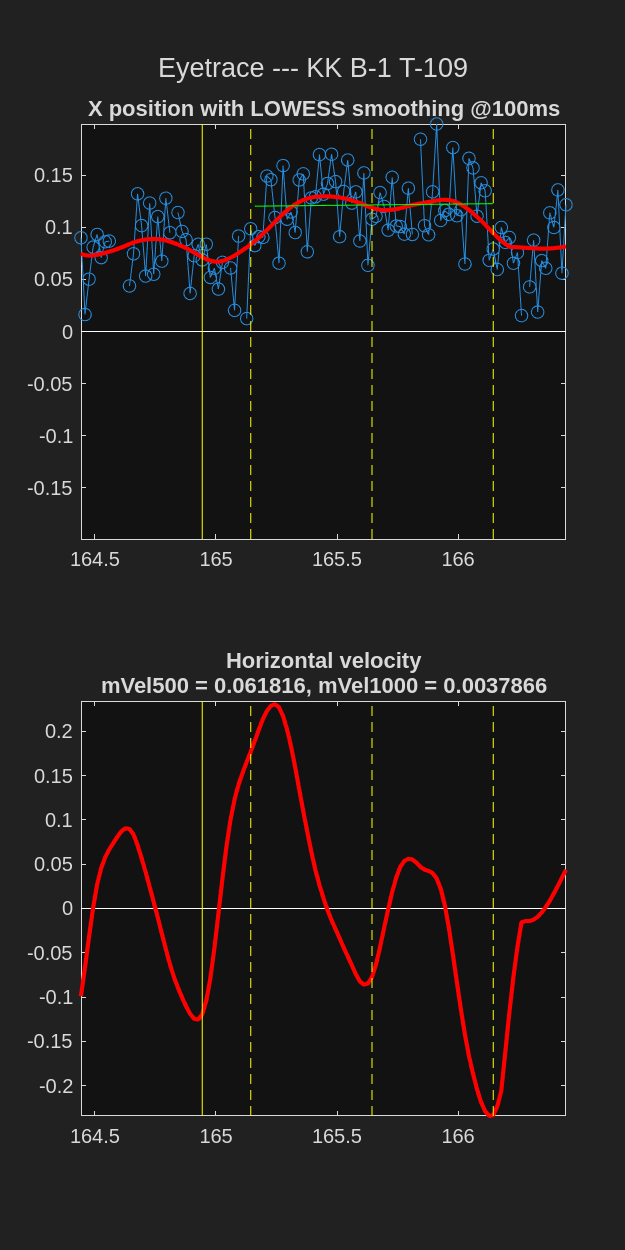 Eyetrace --- KK B-1 T-109
X position with LOWESS smoothing @100ms
0.15
0.1
0.05
0
-0.05
-0.1
-0.15
164.5 165 165.5 166
Horizontal velocity
mVel500 = 0.061816, mVel1000 = 0.0037866
0.2
0.15
0.1
0.05
0
-0.05
-0.1
-0.15
-0.2
164.5 165 165.5 166